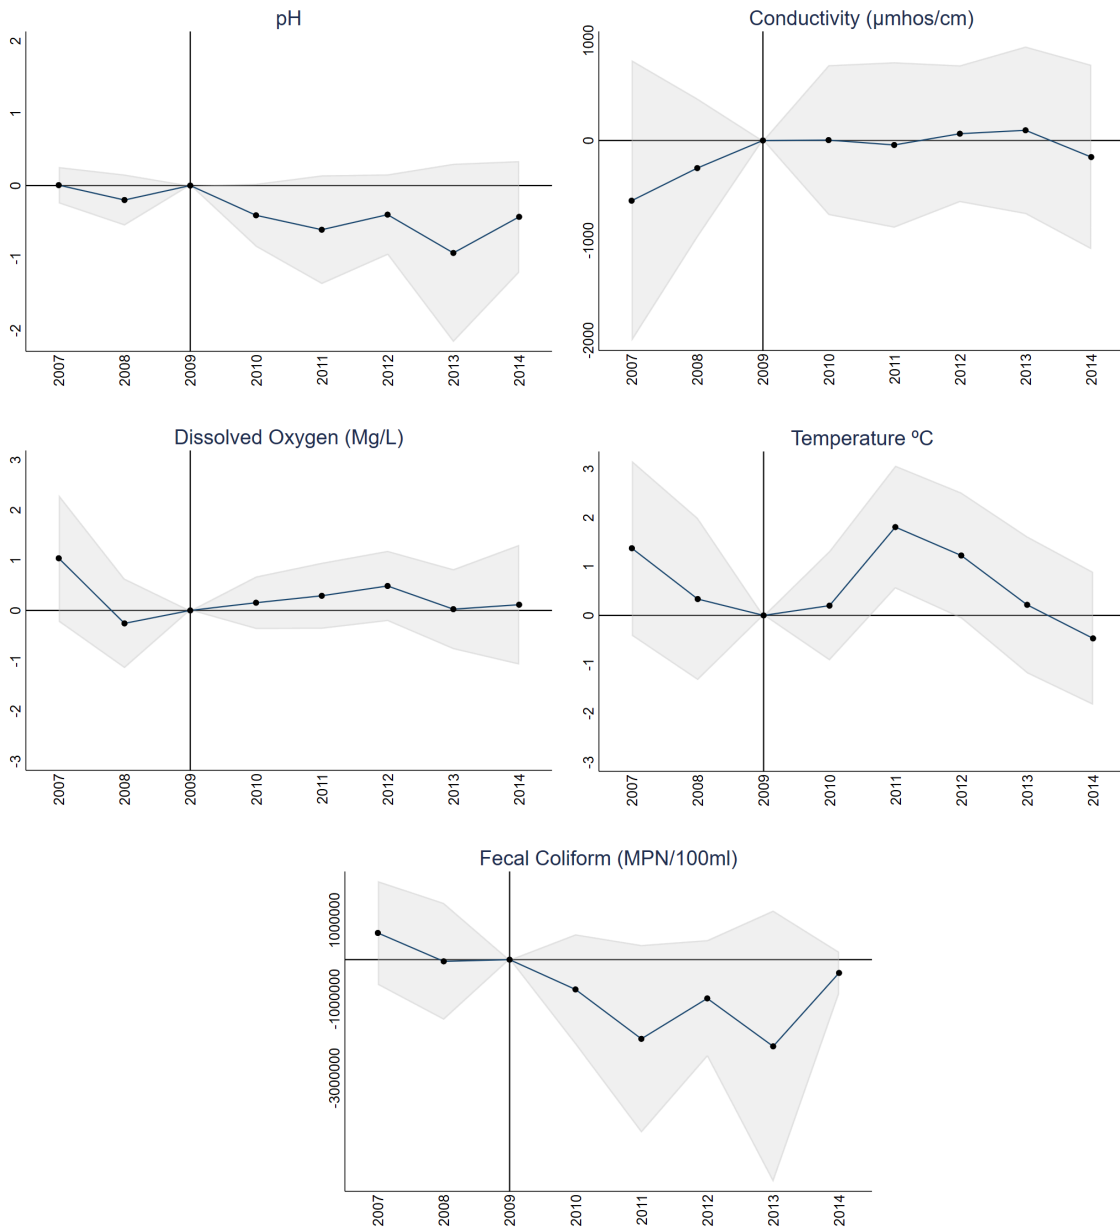 pH
2
1
0
-1
-2
2007 2008 2009 2010 2011 2012 2013 2014
Conductivity (µmhos/cm)
1000
0
-1000
-2000
2007 2008 2009 2010 2011 2012 2013 2014
Dissolved Oxygen (Mg/L)
3
2
1
0
-1
-2
-3
2007 2008 2009 2010 2011 2012 2013 2014
Temperature ºC
3
2
1
0
-1
-2
-3
2007 2008 2009 2010 2011 2012 2013 2014
Fecal Coliform (MPN/100ml)
1000000
-1000000
-3000000
2007 2008 2009 2010 2011 2012 2013 2014